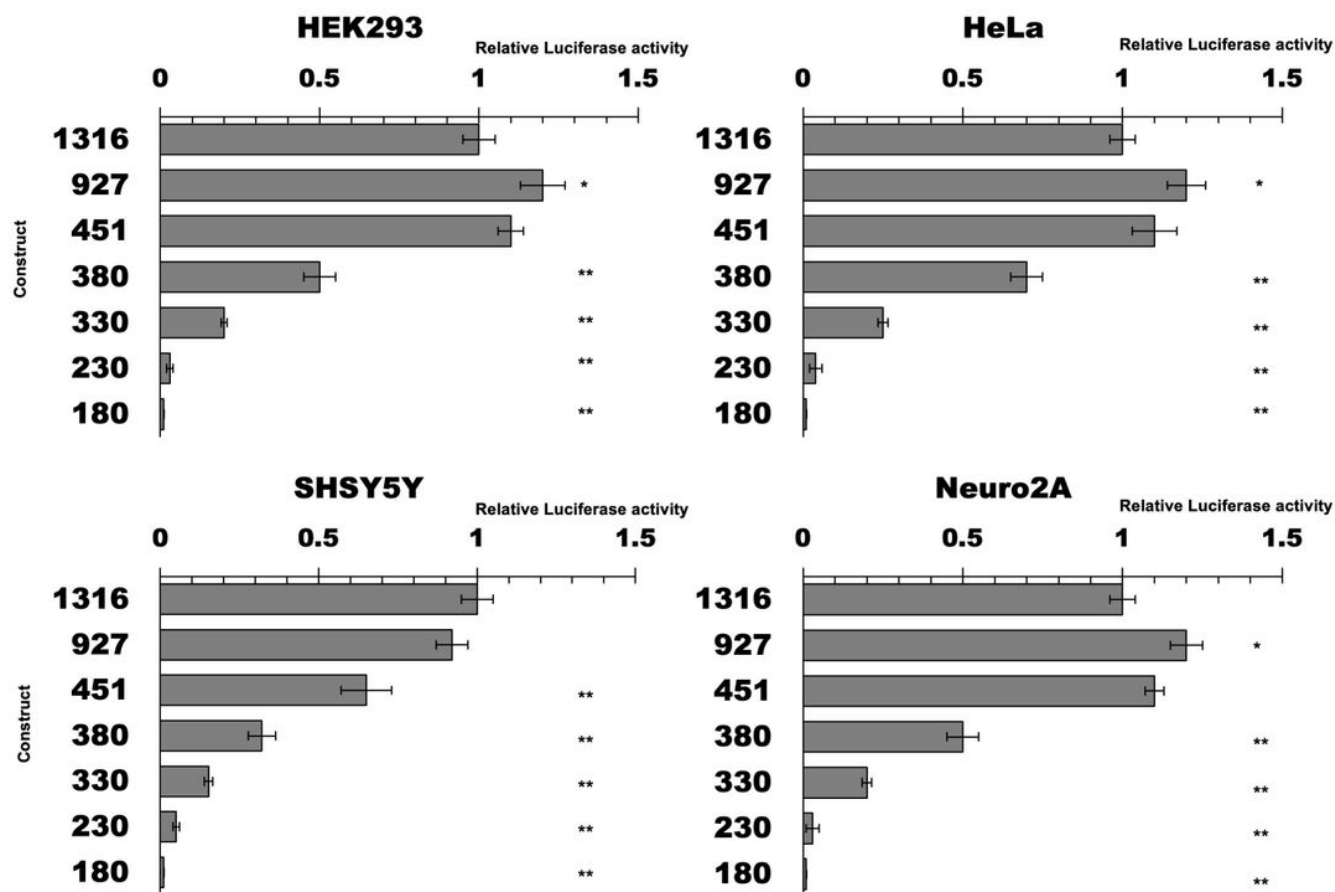 HEK293
Relative Luciferase activity
0 0.5 1 1.5
Construct
1316
927 *
451
380 **
330 **
230 **
180 **
HeLa
Relative Luciferase activity
0 0.5 1 1.5
1316
927 *
451
380 **
330 **
230 **
180 **
SHSY5Y
Relative Luciferase activity
0 0.5 1 1.5
Construct
1316
927
451 **
380 **
330 **
230 **
180 **
Neuro2A
Relative Luciferase activity
0 0.5 1 1.5
1316
927 *
451
380 **
330 **
230 **
180 **